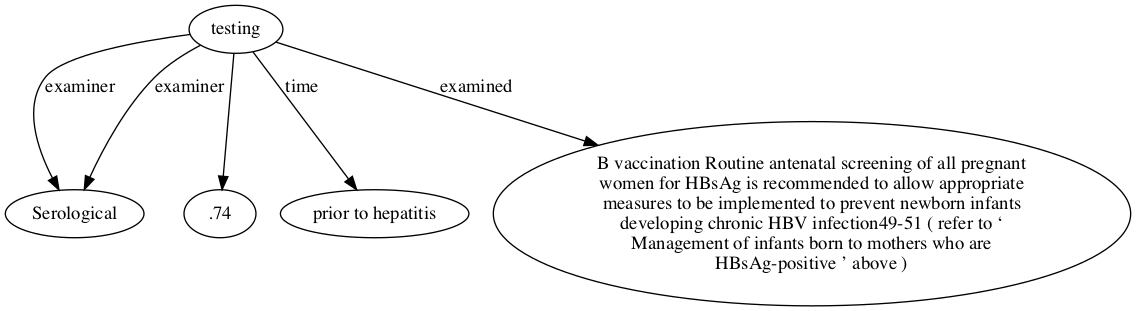 testing
examiner
examiner
time
examined
Serological
.74
prior to hepatitis
B vaccination Routine antenatal screening of all pregnant
women for HBsAg is recommended to allow appropriate
measures to be implemented to prevent newborn infants
developing chronic HBV infection49-51 ( refer to ‘
Management of infants born to mothers who are
HBsAg-positive ’ above )